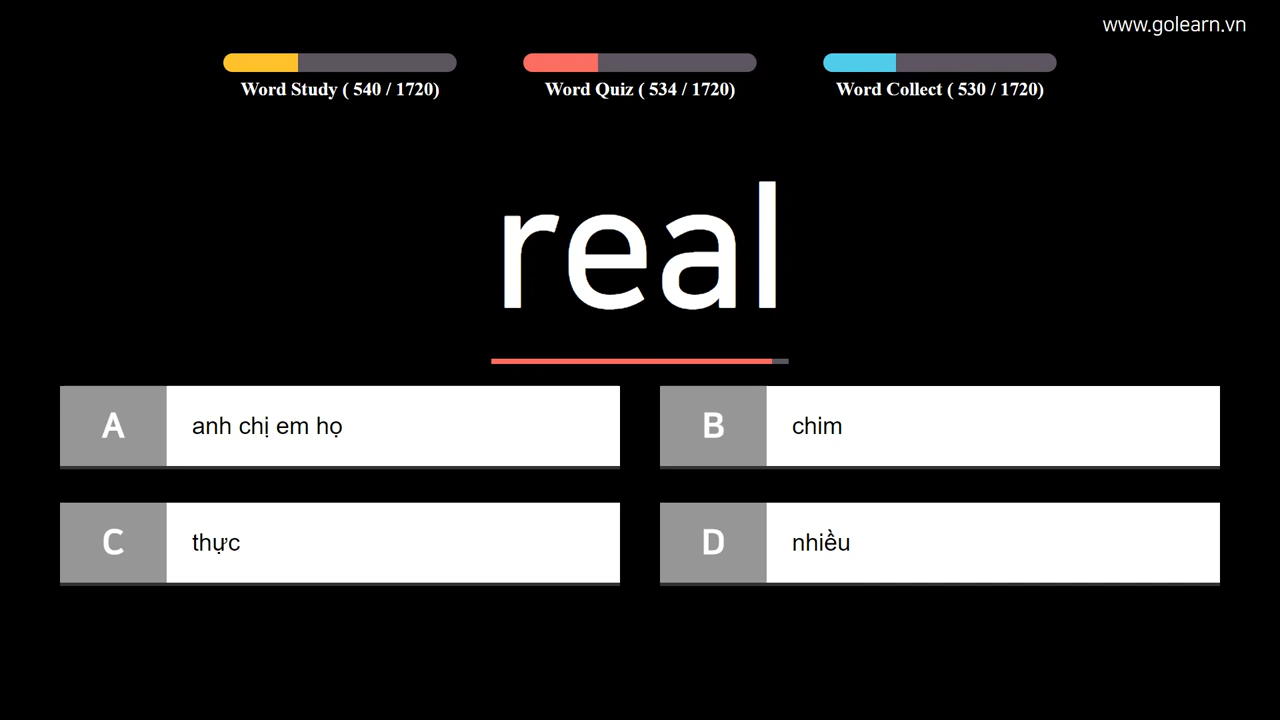 www.golearn.vn
Word Study ( 540 / 1720)
Word Quiz ( 534 / 1720)
Word Collect ( 530 / 1720)
real
A anh chị em họ
B chim
C thực
D nhiều